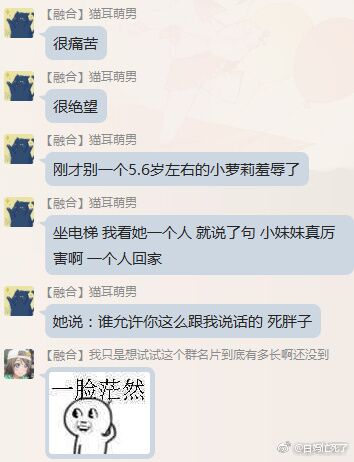 【融合】猫耳萌男
很痛苦
【融合】猫耳萌男
很绝望
【融合】猫耳萌男
刚才别一个5.6岁左右的小萝莉羞辱了
【融合】猫耳萌男
坐电梯 我看她一个人 就说了句 小妹妹真厉
害啊 一个人回家
【融合】猫耳萌男
她说：谁允许你这么跟我说话的 死胖子
【融合】我只是想试试这个群名片到底有多长啊还没到
一脸茫然
@白妈忙死了